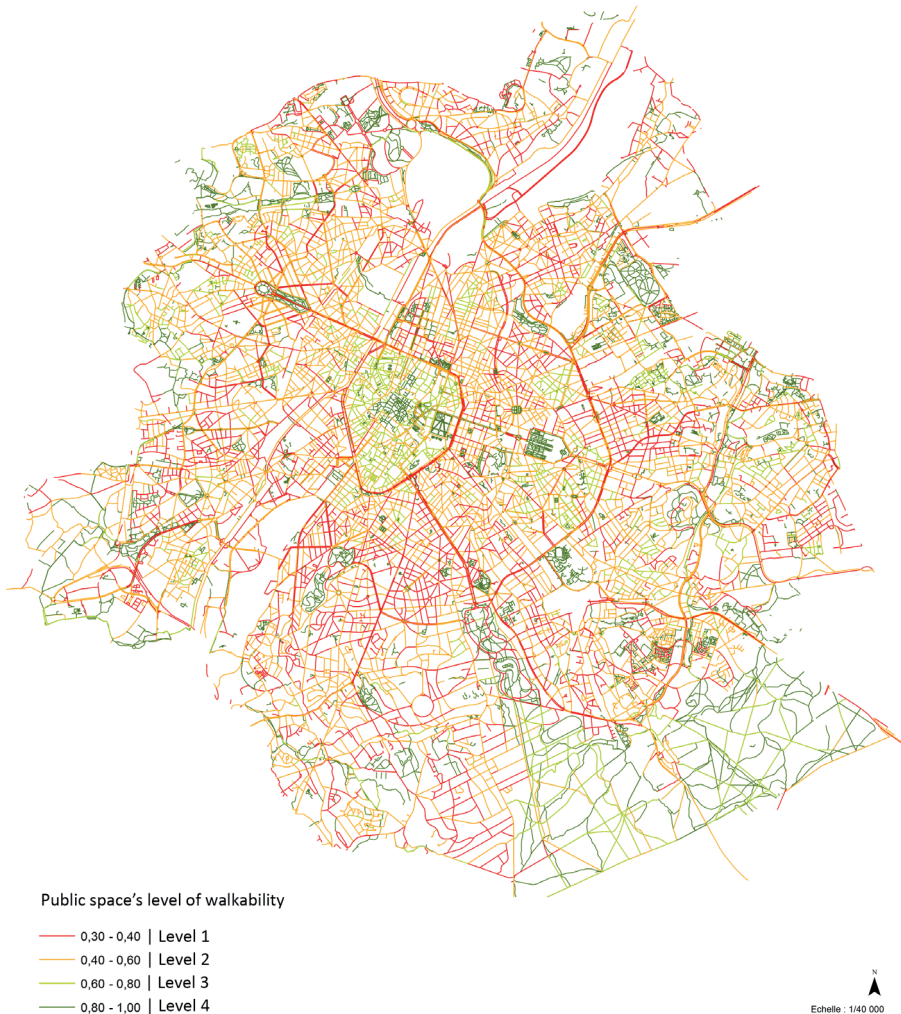 Public space's level of walkability
0,30 - 0,40 | Level 1
0,40 - 0,60 | Level 2
0,60 - 0,80 | Level 3
0,80 - 1,00 | Level 4
N
Echelle : 1/40 000